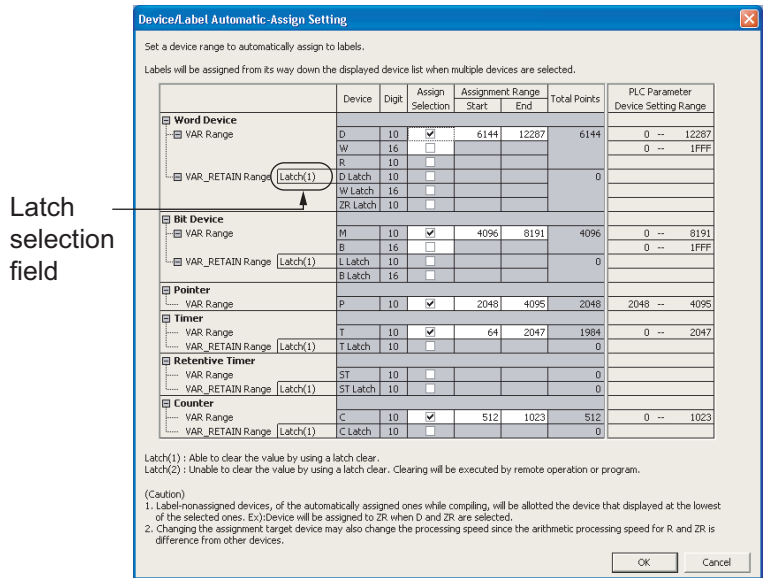 Device/Label Automatic-Assign Setting
Set a device range to automatically assign to labels.
Labels will be assigned from its way down the displayed device list when multiple devices are selected.
Device Digit Assign Selection Assignment Range Start End Total Points PLC Parameter Device Setting Range
Word Device
VAR Range D 10 6144 12287 6144 0 -- 12287
W 16 0 -- 1FFF
R 10
VAR_RETAIN Range Latch(1) D Latch 10 0
W Latch 16
ZR Latch 10
Bit Device
VAR Range M 10 4096 8191 4096 0 -- 8191
B 16 0 -- 1FFF
VAR_RETAIN Range Latch(1) L Latch 10 0
B Latch 16
Pointer
VAR Range P 10 2048 4095 2048 2048 -- 4095
Timer
VAR Range T 10 64 2047 1984 0 -- 2047
VAR_RETAIN Range Latch(1) T Latch 10 0
Retentive Timer
VAR Range ST 10 0
VAR_RETAIN Range Latch(1) ST Latch 10 0
Counter
VAR Range C 10 512 1023 512 0 -- 1023
VAR_RETAIN Range Latch(1) C Latch 10 0
Latch
selection
field
Latch(1) : Able to clear the value by using a latch clear.
Latch(2) : Unable to clear the value by using a latch clear. Clearing will be executed by remote operation or program.
(Caution)
1. Label-nonassigned devices, of the automatically assigned ones while compiling, will be allotted the device that displayed at the lowest
of the selected ones. Ex):Device will be assigned to ZR when D and ZR are selected.
2. Changing the assignment target device may also change the processing speed since the arithmetic processing speed for R and ZR is
difference from other devices.
OK Cancel